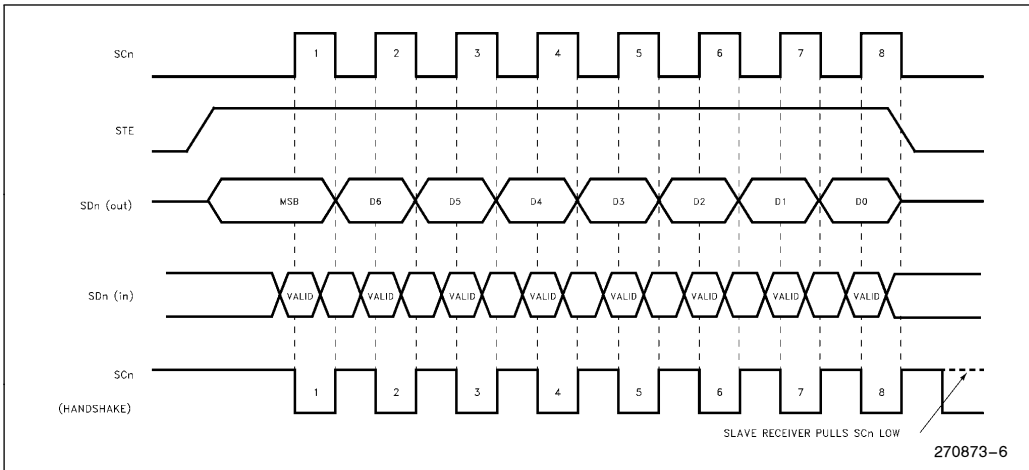 SCn
1 2 3 4 5 6 7 8
STE
SDn (out)
MSB D6 D5 D4 D3 D2 D1 D0
SDn (in)
VALID VALID VALID VALID VALID VALID VALID VALID
SCn
(HANDSHAKE)
1 2 3 4 5 6 7 8
SLAVE RECEIVER PULLS SCn LOW
270873–6